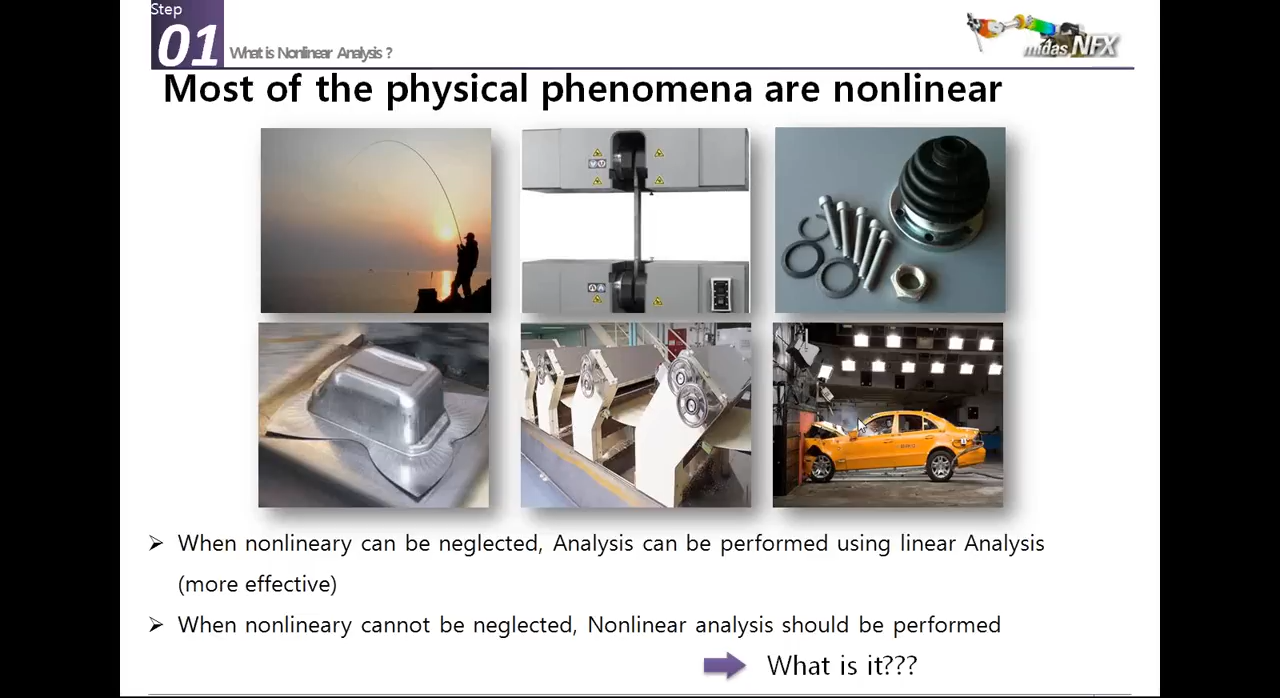 Step
01
What is Nonlinear Analysis ?
midas NFX
Most of the physical phenomena are nonlinear
➢ When nonlineary can be neglected, Analysis can be performed using linear Analysis
(more effective)
➢ When nonlineary cannot be neglected, Nonlinear analysis should be performed
What is it???